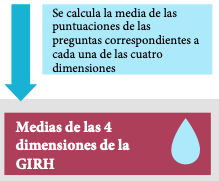 Se calcula la media de las
puntuaciones de las
preguntas correspondientes a
cada una de las cuatro
dimensiones
Medias de las 4
dimensiones de la
GIRH